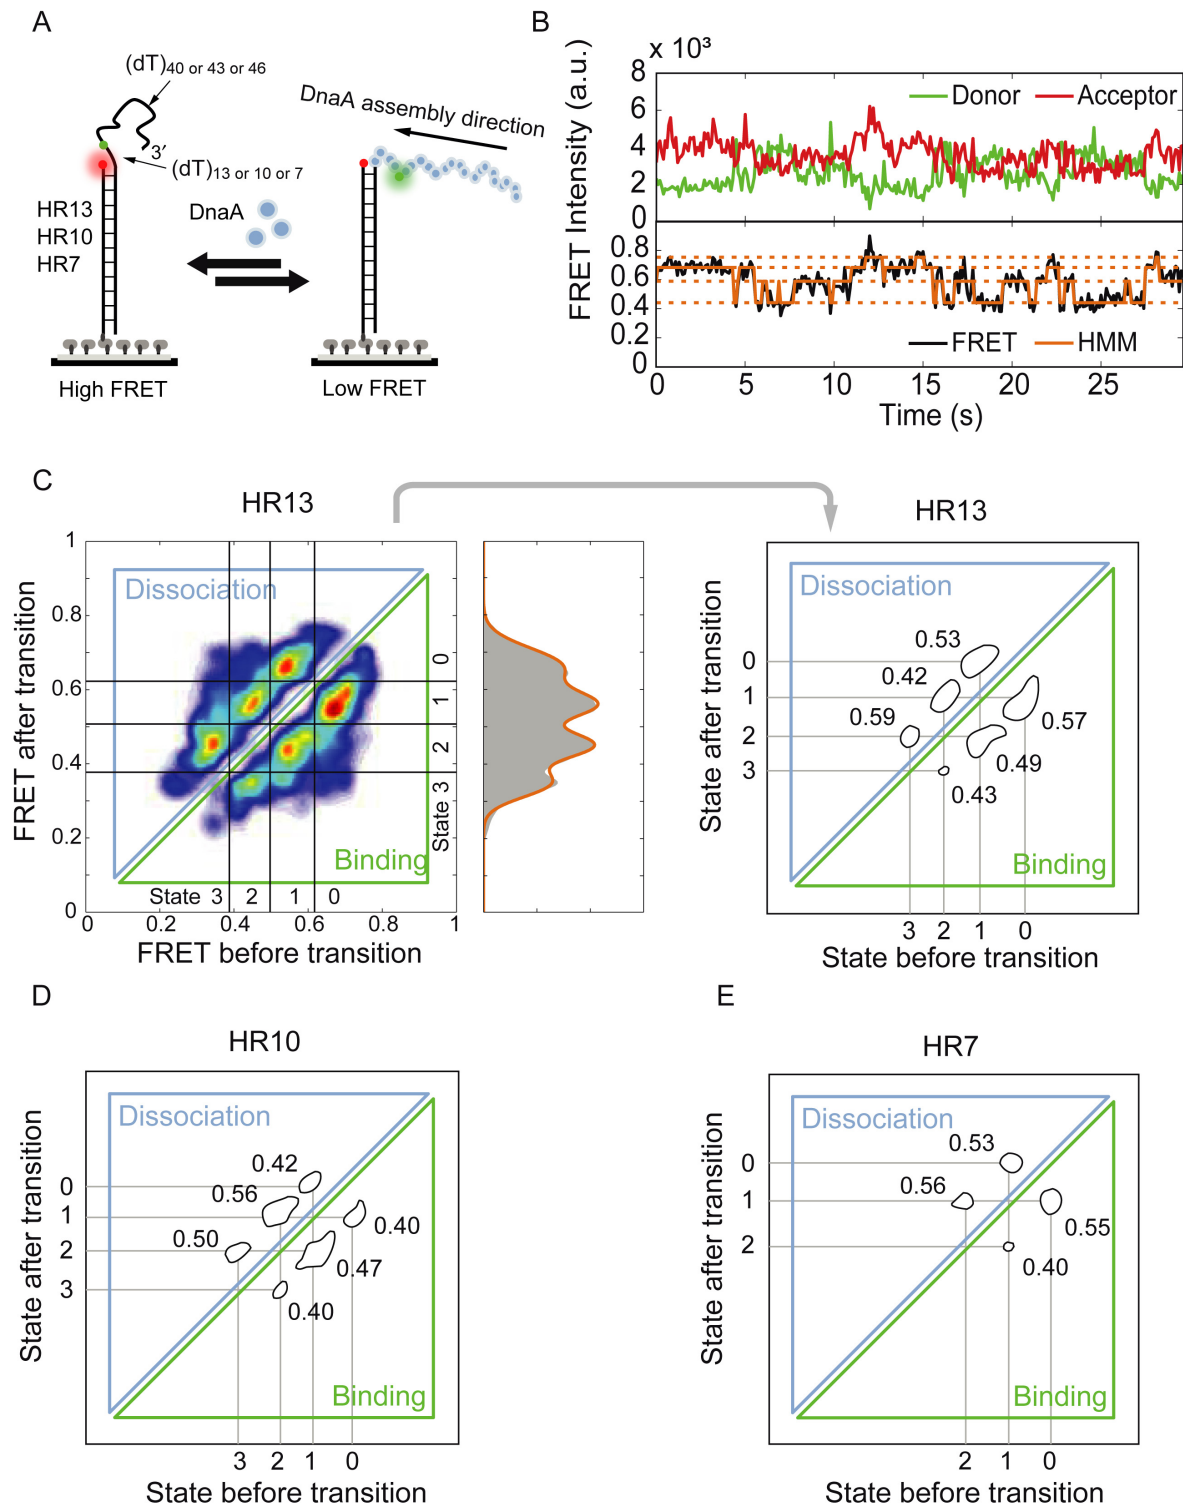 A
(dT)40 or 43 or 46
3′
(dT)13 or 10 or 7
HR13
HR10
HR7
DnaA
DnaA assembly direction
High FRET
Low FRET
B
x 10³
FRET Intensity (a.u.)
8
6
4
2
0
Donor
Acceptor
0.8
0.6
0.4
0.2
0
FRET
HMM
0
5
10
15
20
25
Time (s)
C
HR13
FRET after transition
1
0.8
0.6
0.4
0.2
0
Dissociation
Binding
0
1
2
State 3
State 3 2 1 0
0 0.2 0.4 0.6 0.8 1
FRET before transition
HR13
State after transition
0
1
2
3
0.53
0.42
0.59
0.57
0.49
0.43
Binding
3 2 1 0
State before transition
D
HR10
State after transition
0
1
2
3
Dissociation
0.42
0.56
0.50
0.40
0.47
0.40
Binding
3 2 1 0
State before transition
E
HR7
State after transition
0
1
2
Dissociation
0.53
0.56
0.55
0.40
Binding
2 1 0
State before transition